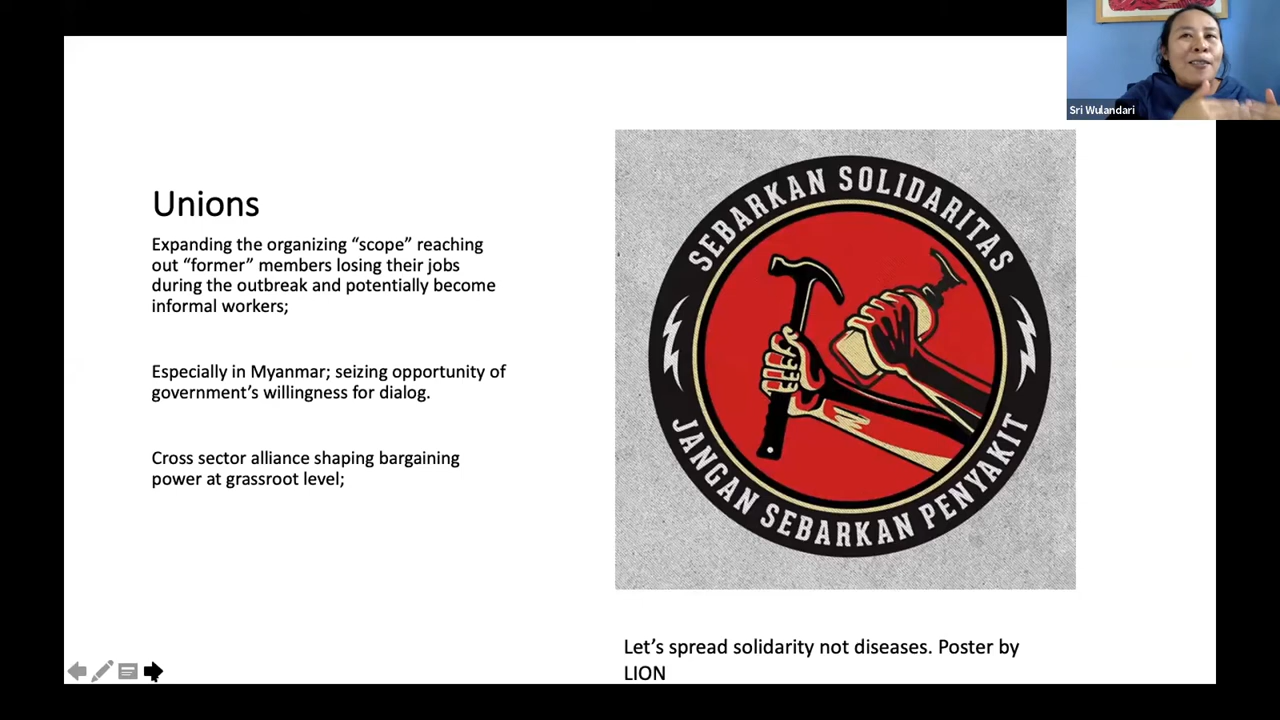 Sri Wulandari
Unions
Expanding the organizing “scope” reaching
out “former” members losing their jobs
during the outbreak and potentially become
informal workers;
Especially in Myanmar; seizing opportunity of
government’s willingness for dialog.
Cross sector alliance shaping bargaining
power at grassroot level;
SEBARKAN SOLIDARITAS
JANGAN SEBARKAN PENYAKIT
Let’s spread solidarity not diseases. Poster by
LION